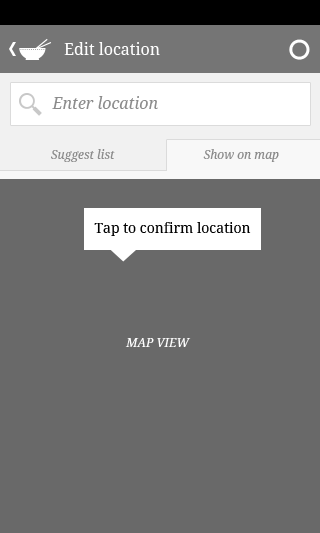 Edit location
Enter location
Suggest list
Show on map
Tap to confirm location
MAP VIEW